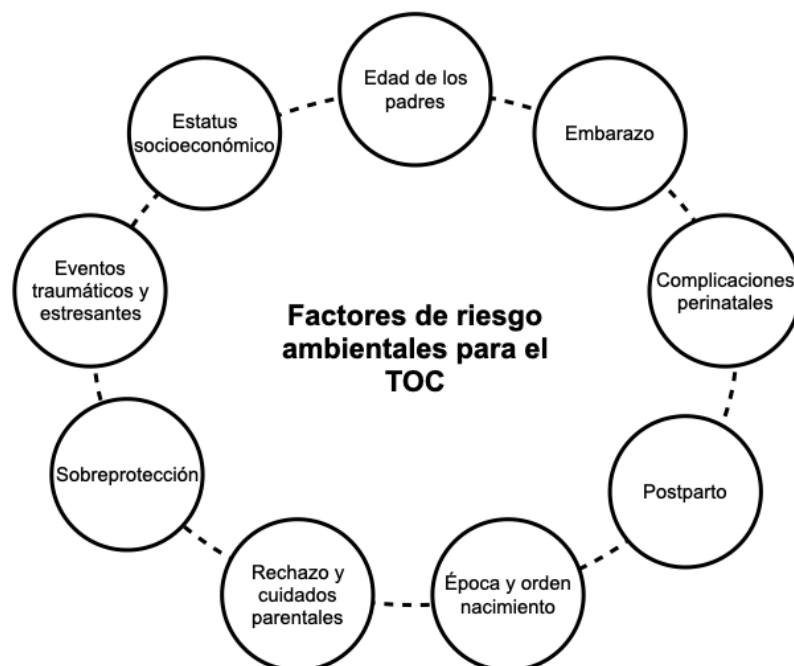 Edad de los
padres
Embarazo
Complicaciones
perinatales
Postparto
Época y orden
nacimiento
Rechazo y
cuidados
parentales
Sobreprotección
Eventos
traumáticos y
estresantes
Estatus
socioeconómico
Factores de riesgo
ambientales para el
TOC